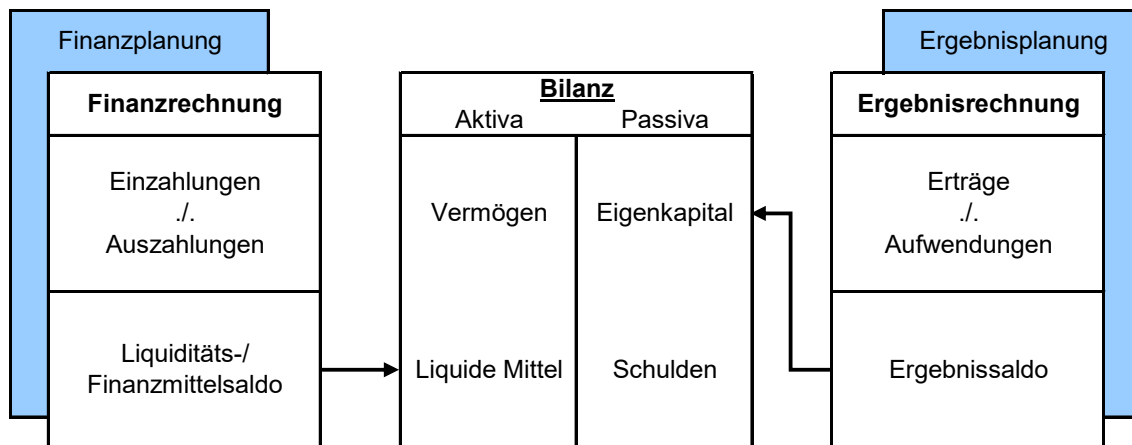 Finanzplanung
Finanzrechnung
Einzahlungen
./.
Auszahlungen
Liquiditäts-/
Finanzmittelsaldo
Bilanz
Aktiva Passiva
Vermögen Eigenkapital
Liquide Mittel Schulden
Ergebnisplanung
Ergebnisrechnung
Erträge
./.
Aufwendungen
Ergebnissaldo